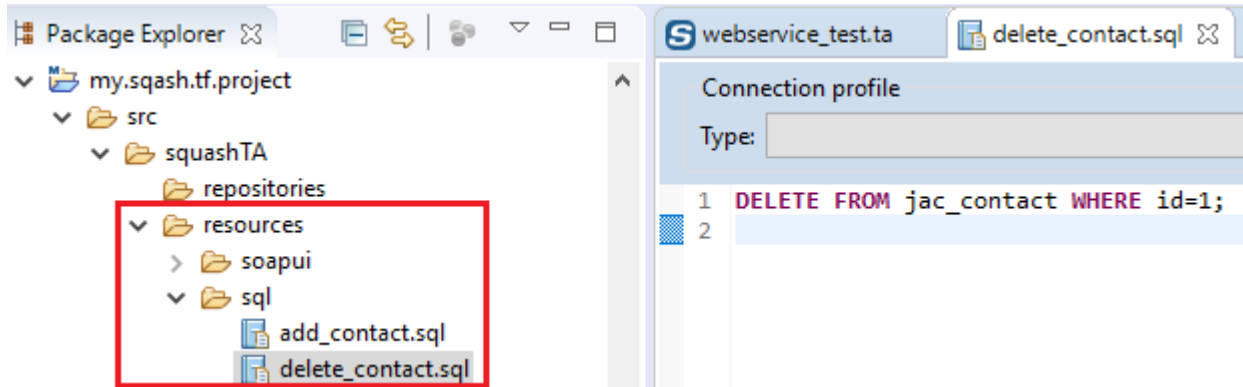 Package Explorer
my.sqash.tf.project
src
squashTA
repositories
resources
soapui
sql
add_contact.sql
delete_contact.sql
webservice_test.ta
delete_contact.sql
Connection profile
Type:
1 DELETE FROM jac_contact WHERE id=1;
2